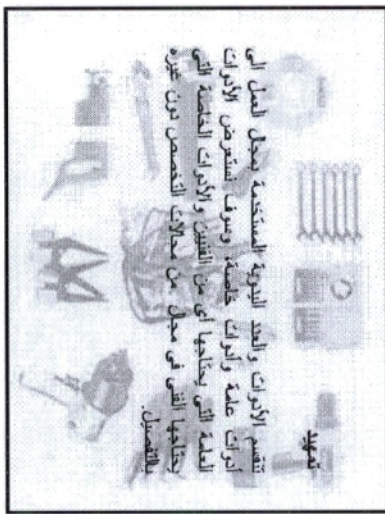 تمهيد
تنقسم الأدوات والعدد اليدوية المستخدمة بمجال العمل الى
أدوات عامة وأدوات خاصة، وسوف نستعرض الأدوات
العامة التي يحتاجها أى من الفنيين والأدوات الخاصة التى
يحتاجها الفنى فى مجال من مجالات التخصص دون غيره
بالتفصيل.